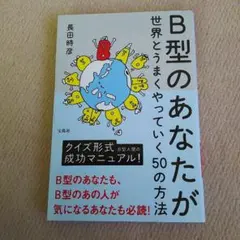 B型のあなたが
世界とうまくやっていく50の方法
長田時彦
B
クイズ形式
成功マニュアル！
B型のあなたも、
B型のあの人が
気になるあなたも必読！